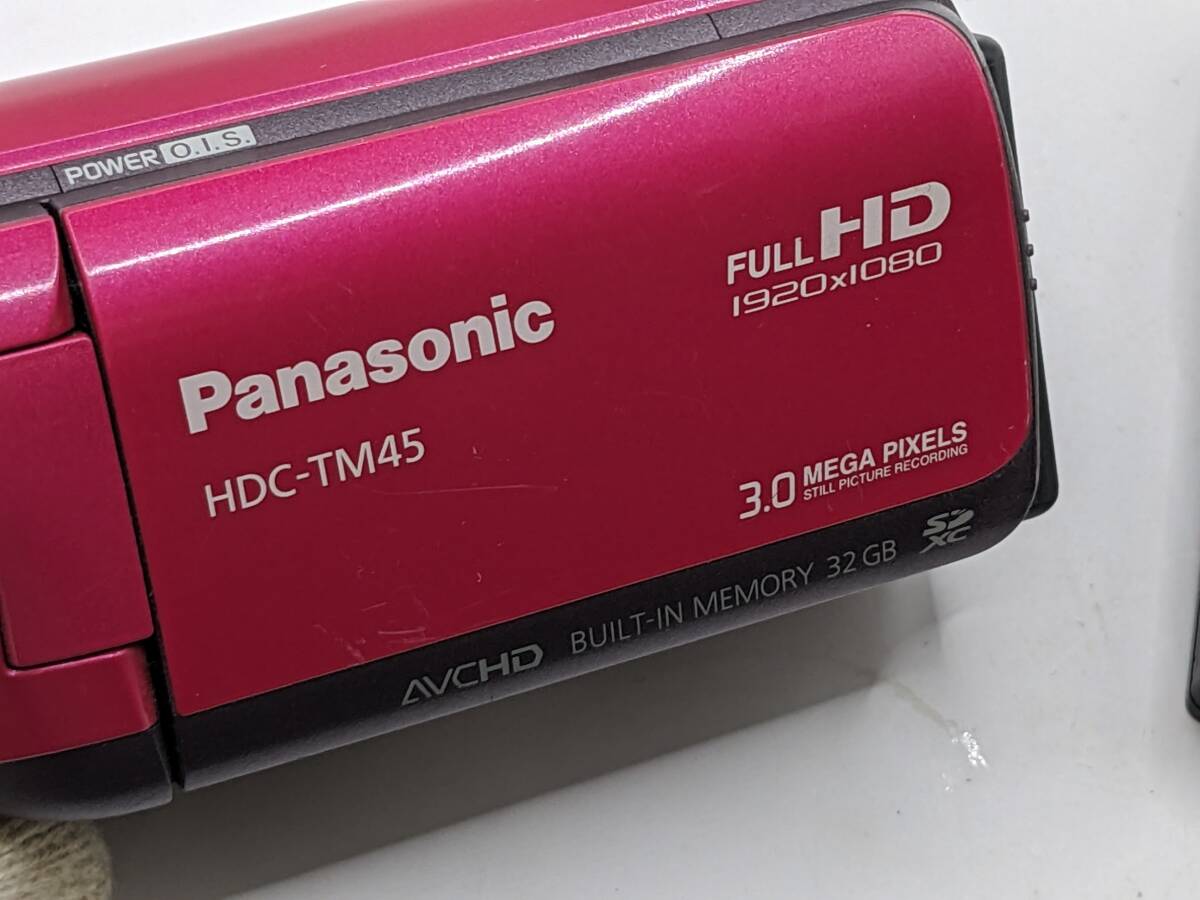 POWER O.I.S.
FULL HD
1920x1080
Panasonic
HDC-TM45
3.0 MEGA PIXELS
STILL PICTURE RECORDING
AVCHD BUILT-IN MEMORY 32 GB SD XC